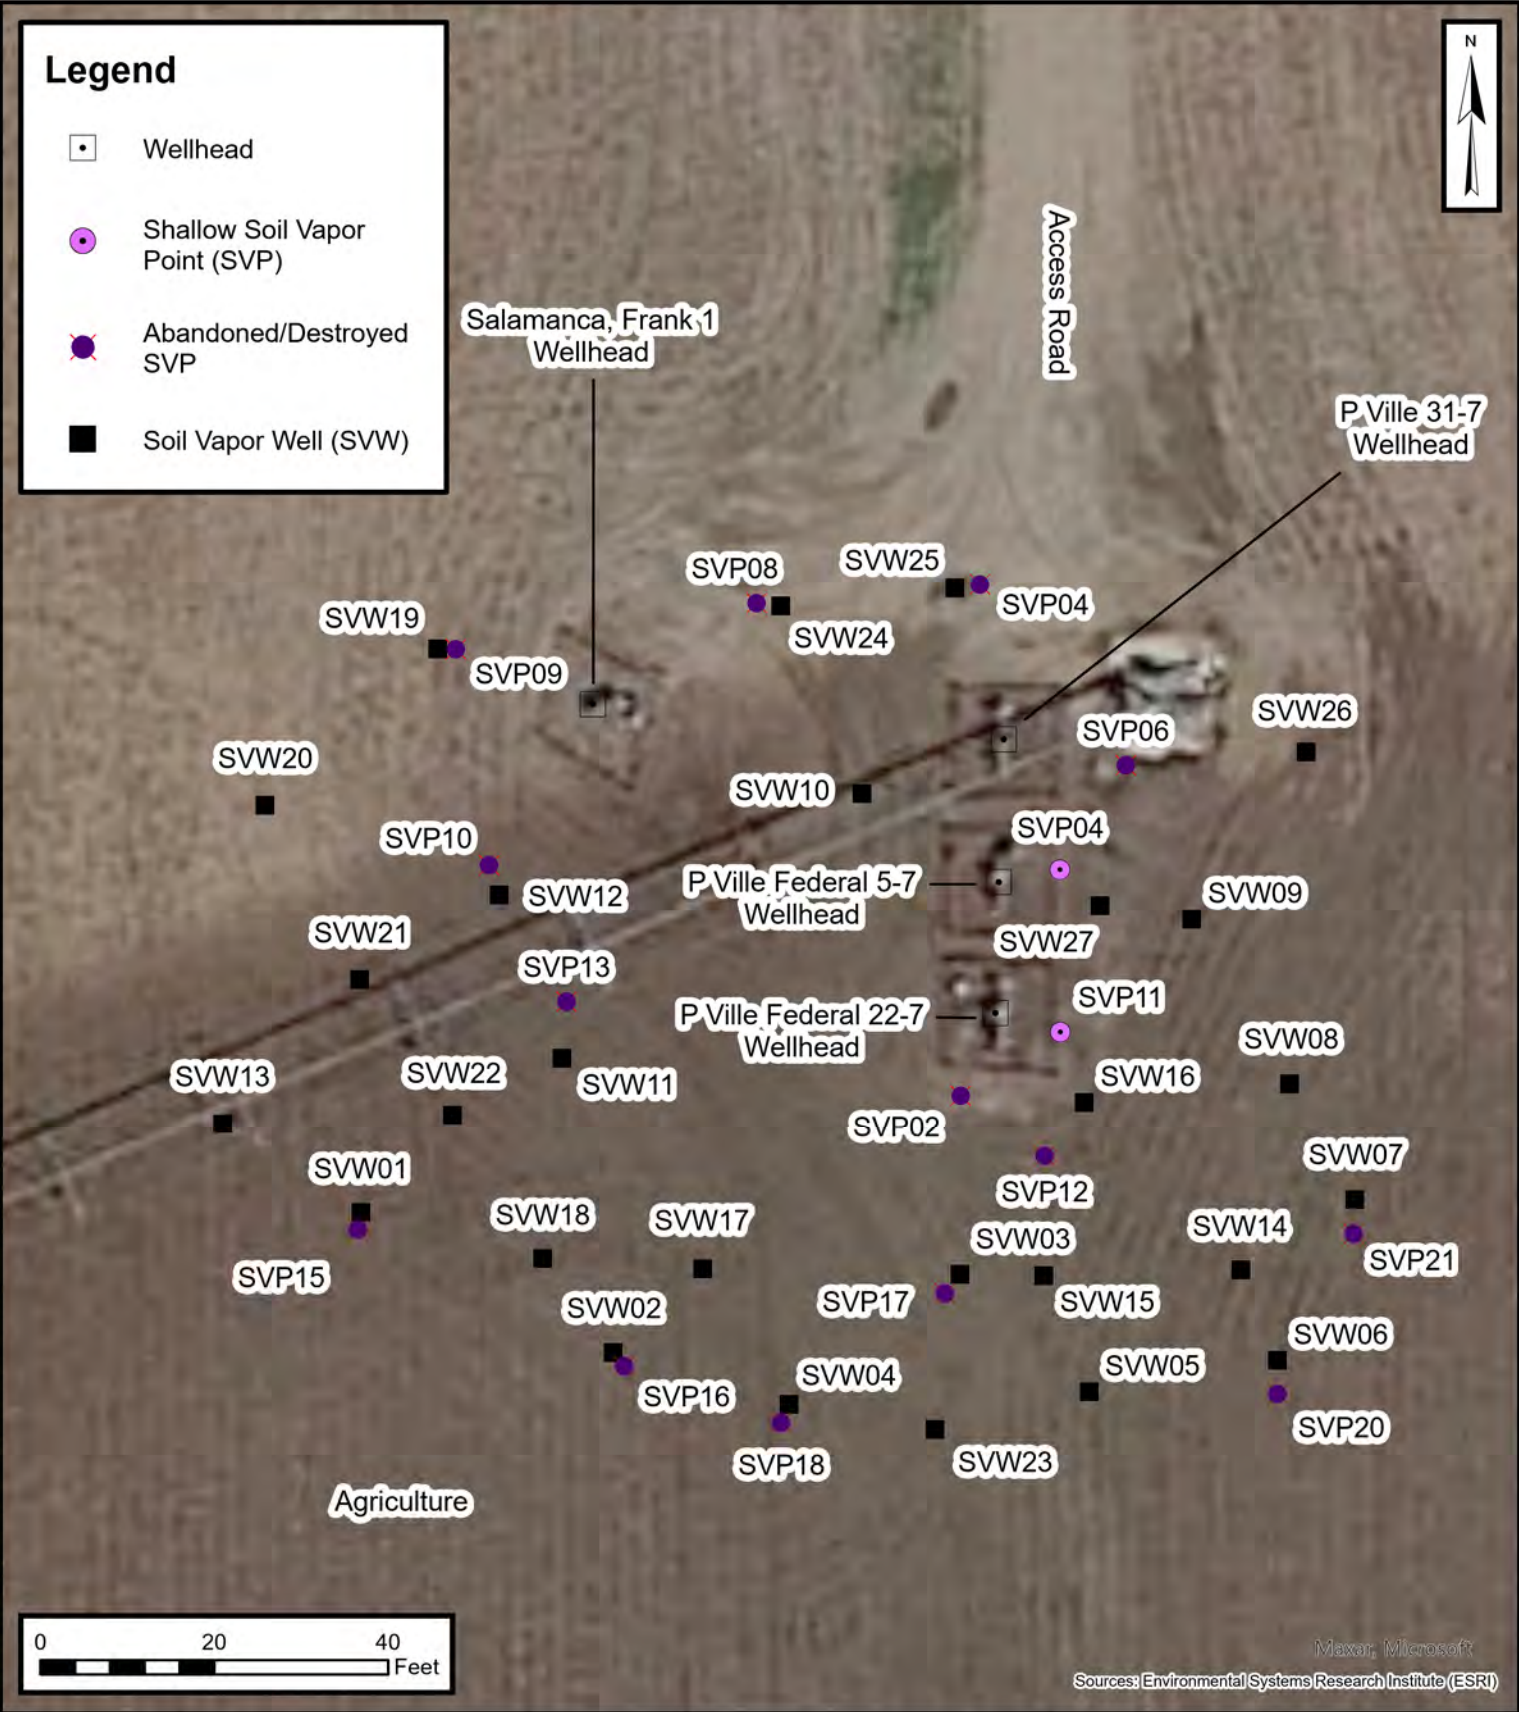 Legend
Wellhead
Shallow Soil Vapor
Point (SVP)
Abandoned/Destroyed
SVP
Soil Vapor Well (SVW)
N
Access Road
Salamanca, Frank 1
Wellhead
P Ville 31-7
Wellhead
SVW25
SVP08
SVP04
SVW24
SVW19
SVP09
SVW26
SVP06
SVW20
SVW10
SVP04
SVP10
P Ville Federal 5-7
Wellhead
SVW12
SVW09
SVW21
SVW27
SVP13
SVP11
P Ville Federal 22-7
Wellhead
SVW08
SVW13
SVW22
SVW11
SVW16
SVP02
SVW07
SVW01
SVP12
SVW18
SVW17
SVW14
SVW03
SVP21
SVP15
SVP17
SVW15
SVW02
SVW06
SVW05
SVW04
SVP16
SVP20
SVP18
SVW23
Agriculture
0 20 40
Feet
Maxar, Microsoft
Sources: Environmental Systems Research Institute (ESRI)